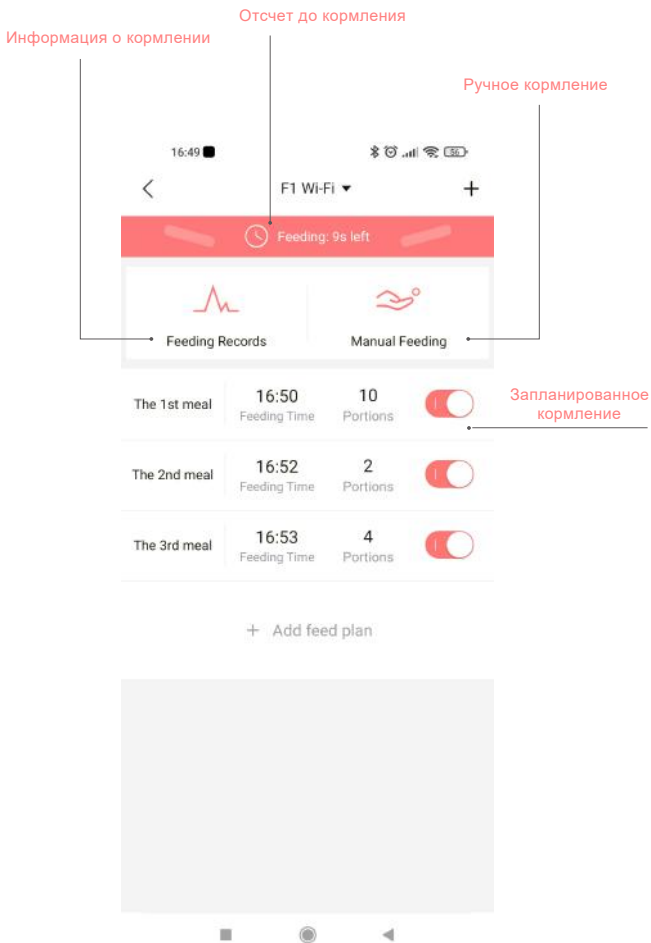 Отсчет до кормления
Информация о кормлении
Ручное кормление
16:49
56
F1 Wi-Fi
Feeding: 9s left
Feeding Records
Manual Feeding
The 1st meal
16:50
Feeding Time
10
Portions
Запланированное
кормление
The 2nd meal
16:52
Feeding Time
2
Portions
The 3rd meal
16:53
Feeding Time
4
Portions
+ Add feed plan